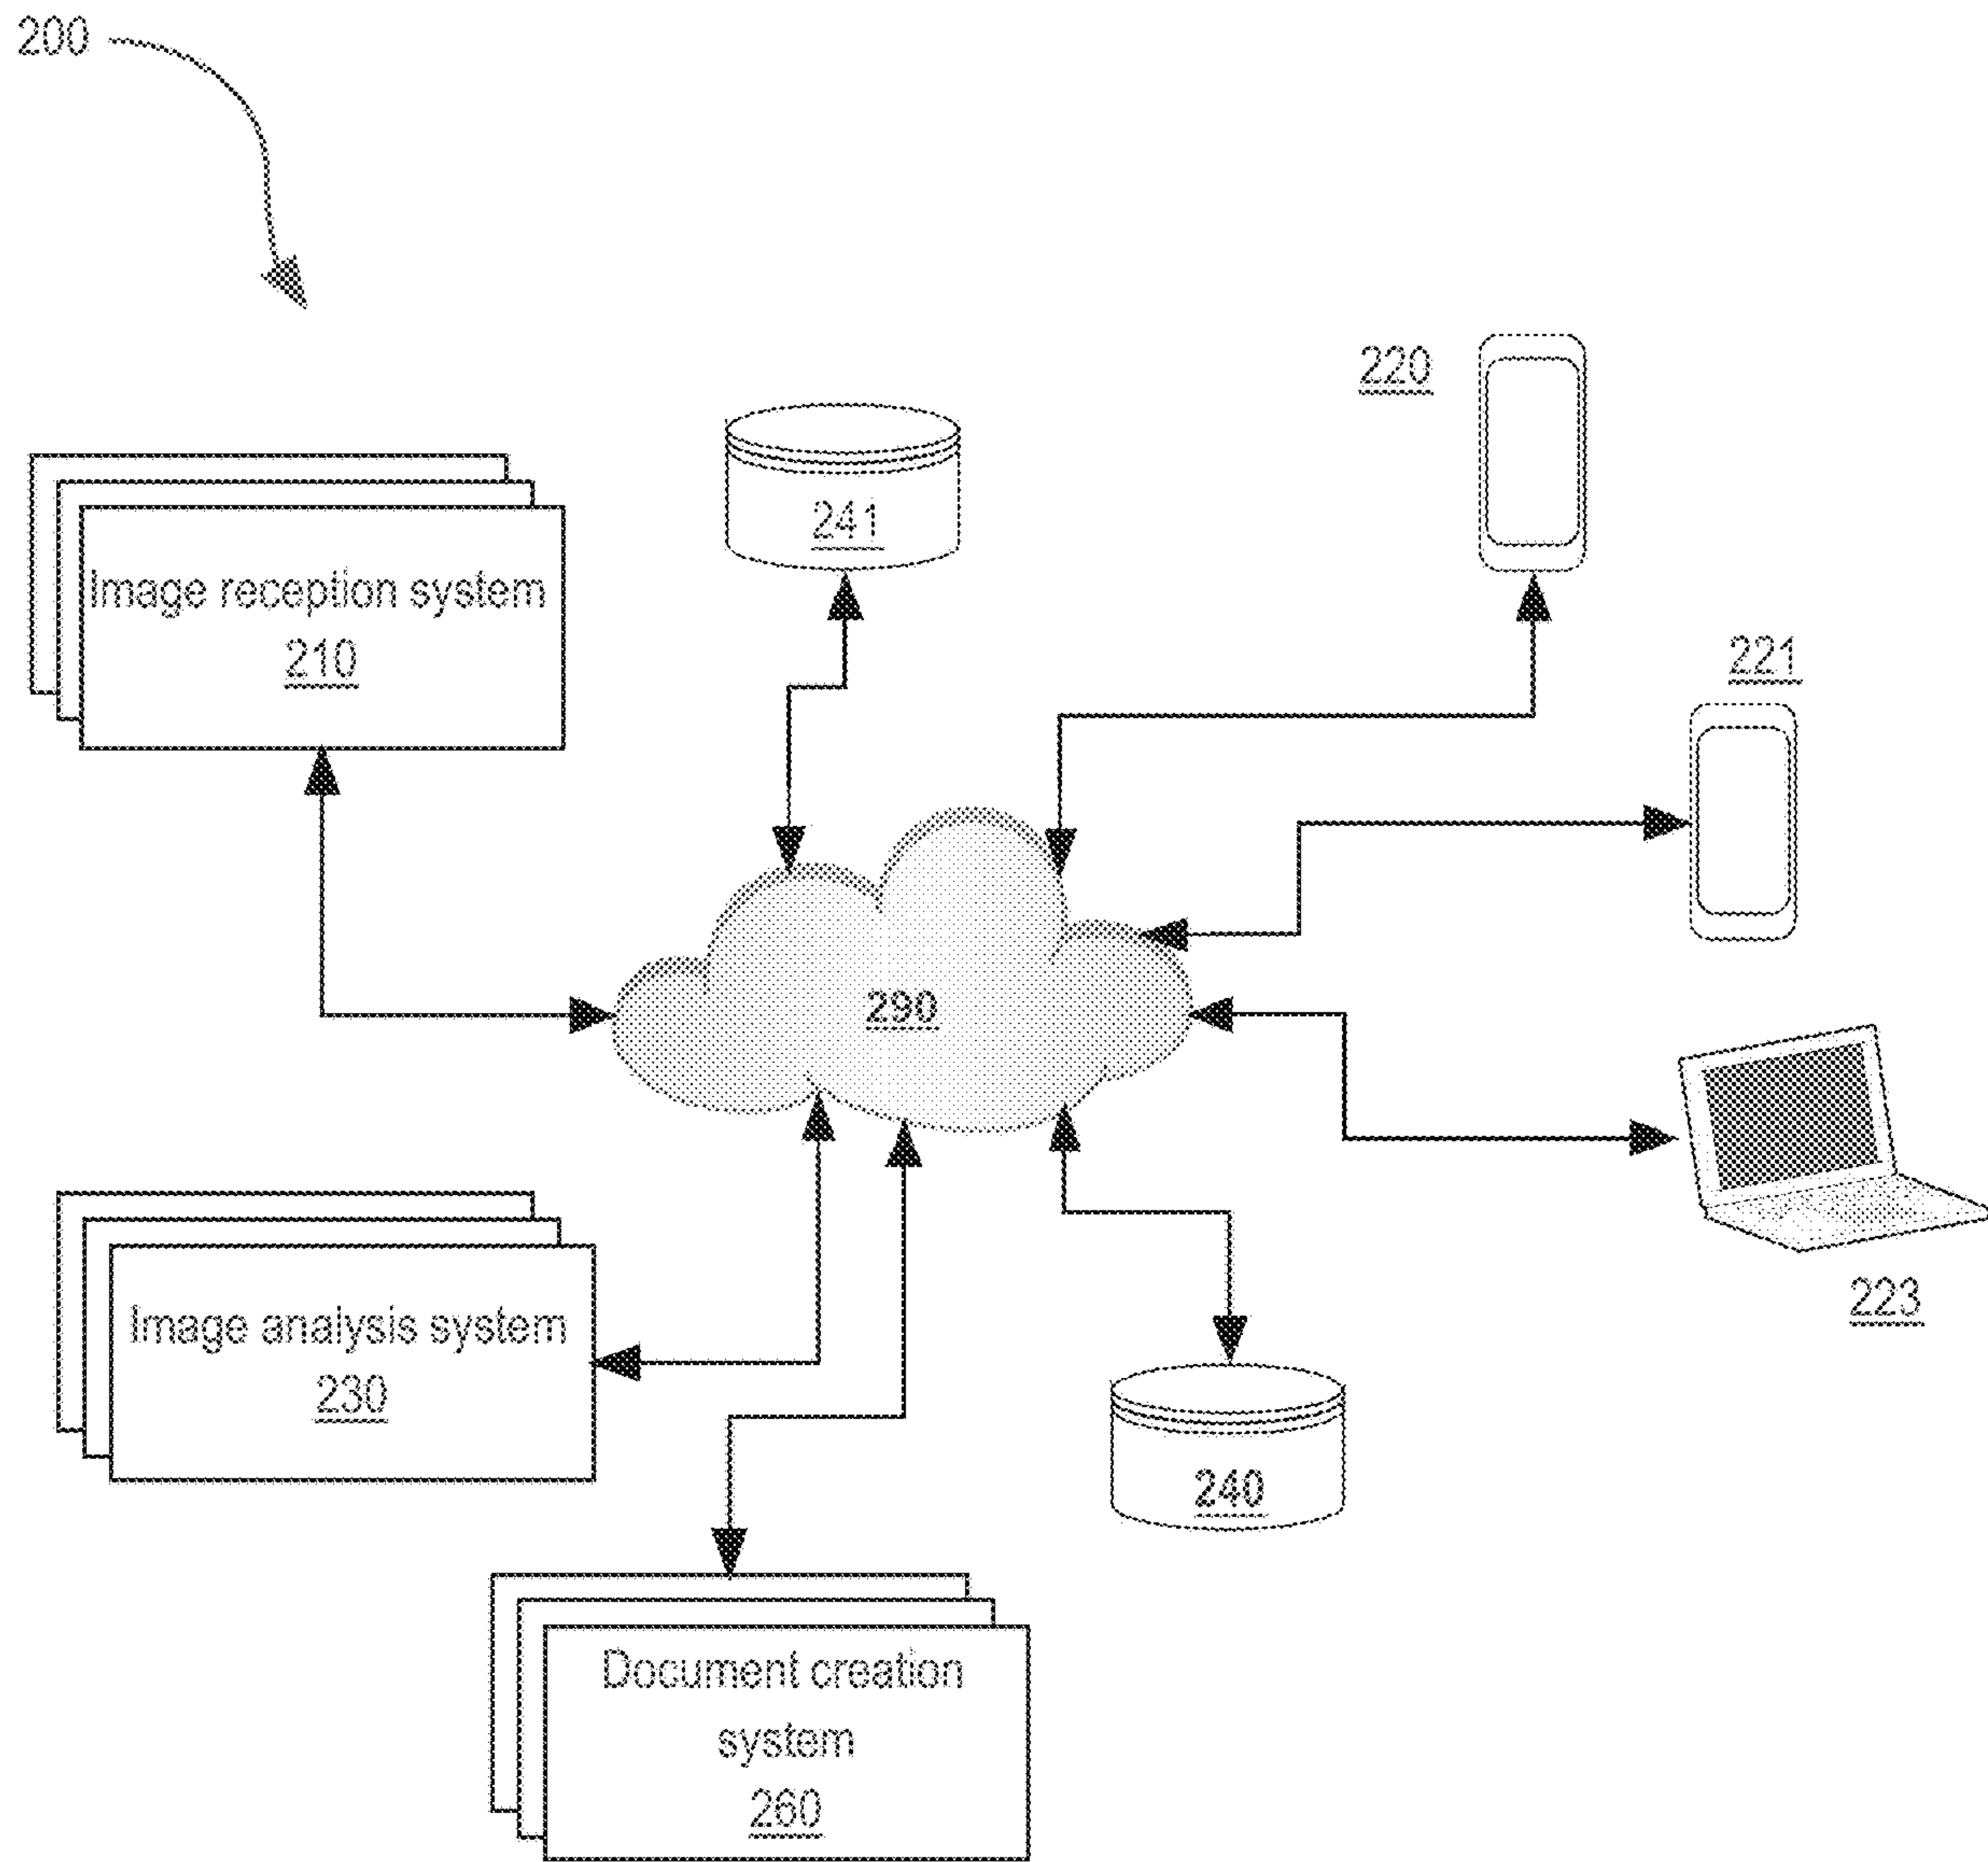 200
220
241
Image reception system
210
221
290
223
Image analysis system
230
240
Document creation
system
260